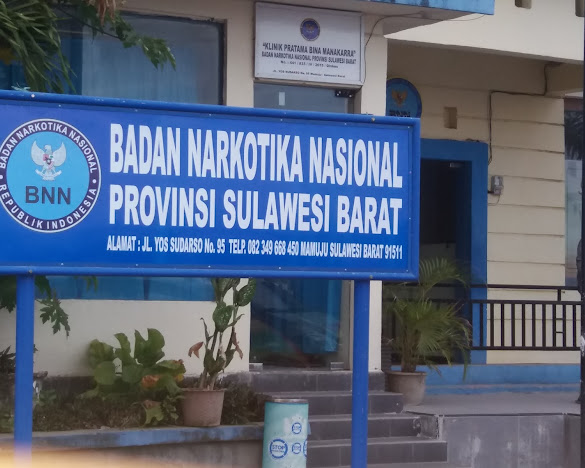 "KLINIK PRATAMA BINA MANAKARRA"
BADAN NARKOTIKA NASIONAL PROVINSI SULAWESI BARAT
BADAN NARKOTIKA NASIONAL
REPUBLIK INDONESIA
BNN
BADAN NARKOTIKA NASIONAL
PROVINSI SULAWESI BARAT
ALAMAT : JL. YOS SUDARSO No. 95 TELP. 082 349 668 450 MAMUJU SULAWESI BARAT 91511
STOP